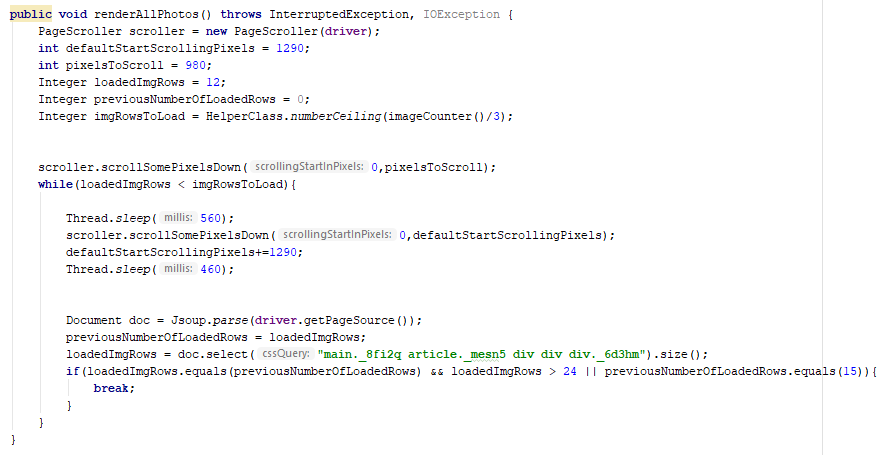 public void renderAllPhotos() throws InterruptedException, IOException {
PageScroller scroller = new PageScroller(driver);
int defaultStartScrollingPixels = 1290;
int pixelsToScroll = 980;
Integer loadedImgRows = 12;
Integer previousNumberOfLoadedRows = 0;
Integer imgRowsToLoad = HelperClass.numberCeiling(imageCounter()/3);
scroller.scrollSomePixelsDown( scrollingStartInPixels: 0,pixelsToScroll);
while(loadedImgRows < imgRowsToLoad){
Thread.sleep( millis: 560);
scroller.scrollSomePixelsDown( scrollingStartInPixels: 0,defaultStartScrollingPixels);
defaultStartScrollingPixels+=1290;
Thread.sleep( millis: 460);
Document doc = Jsoup.parse(driver.getPageSource());
previousNumberOfLoadedRows = loadedImgRows;
loadedImgRows = doc.select( cssQuery: "main._8fi2q article._mesn5 div div div._6d3hm").size();
if(loadedImgRows.equals(previousNumberOfLoadedRows) && loadedImgRows > 24 || previousNumberOfLoadedRows.equals(15)){
break;
}
}
}